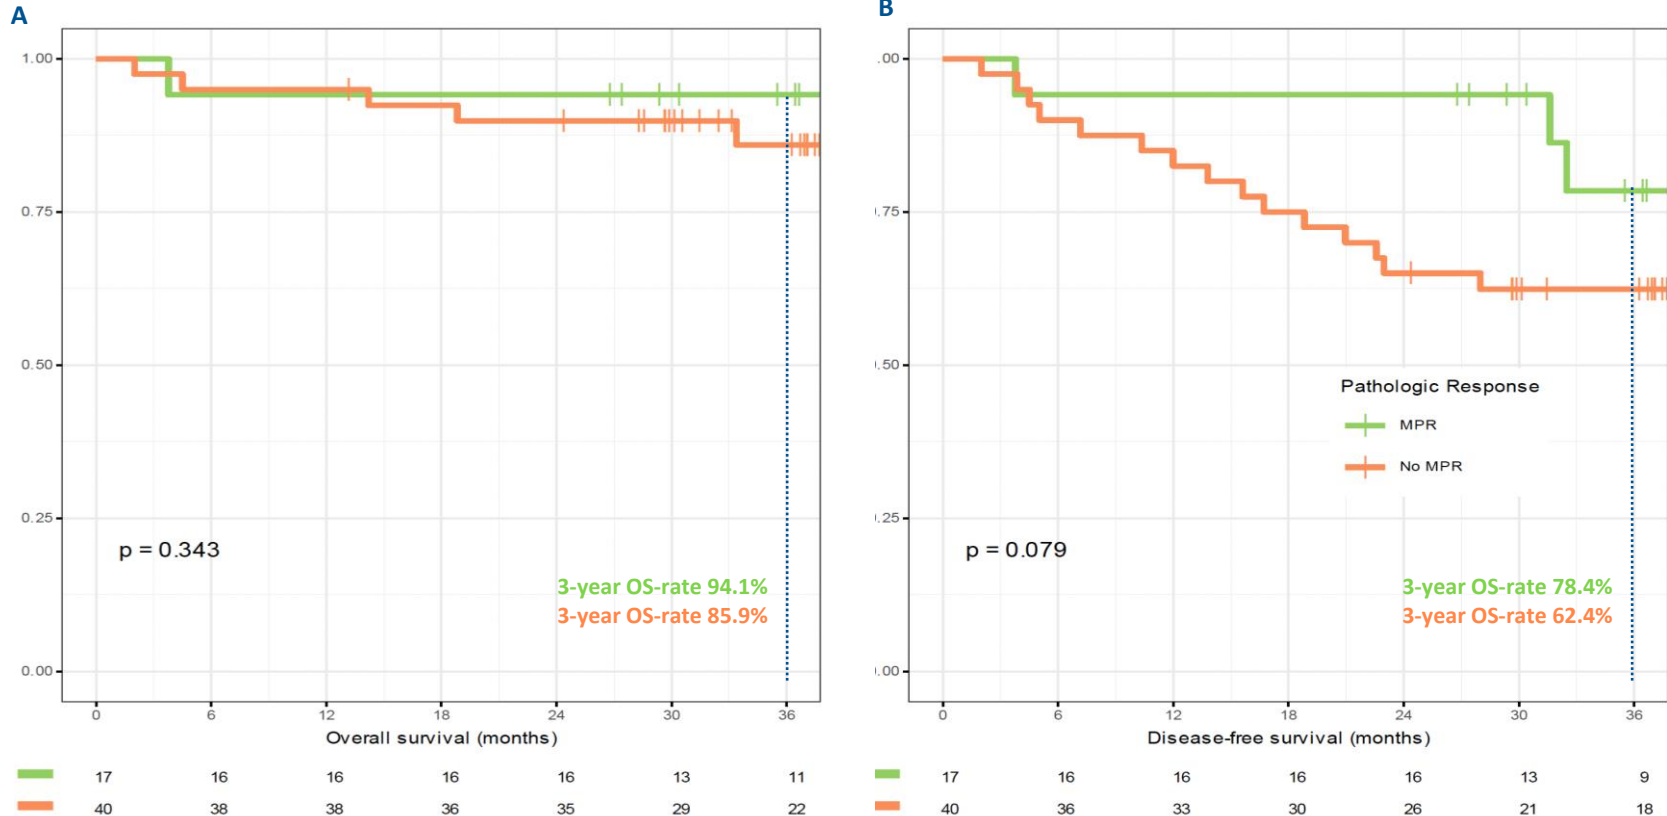 A
B
1.00
0.75
0.50
0.25
0.00
p = 0.343
3-year OS-rate 94.1%
3-year OS-rate 85.9%
0 6 12 18 24 30 36
Overall survival (months)
17 16 16 16 16 13 11
40 38 38 36 35 29 22
.00
.75
.50
.25
.00
Pathologic Response
MPR
No MPR
p = 0.079
3-year OS-rate 78.4%
3-year OS-rate 62.4%
0 6 12 18 24 30 36
Disease-free survival (months)
17 16 16 16 16 13 9
40 36 33 30 26 21 18